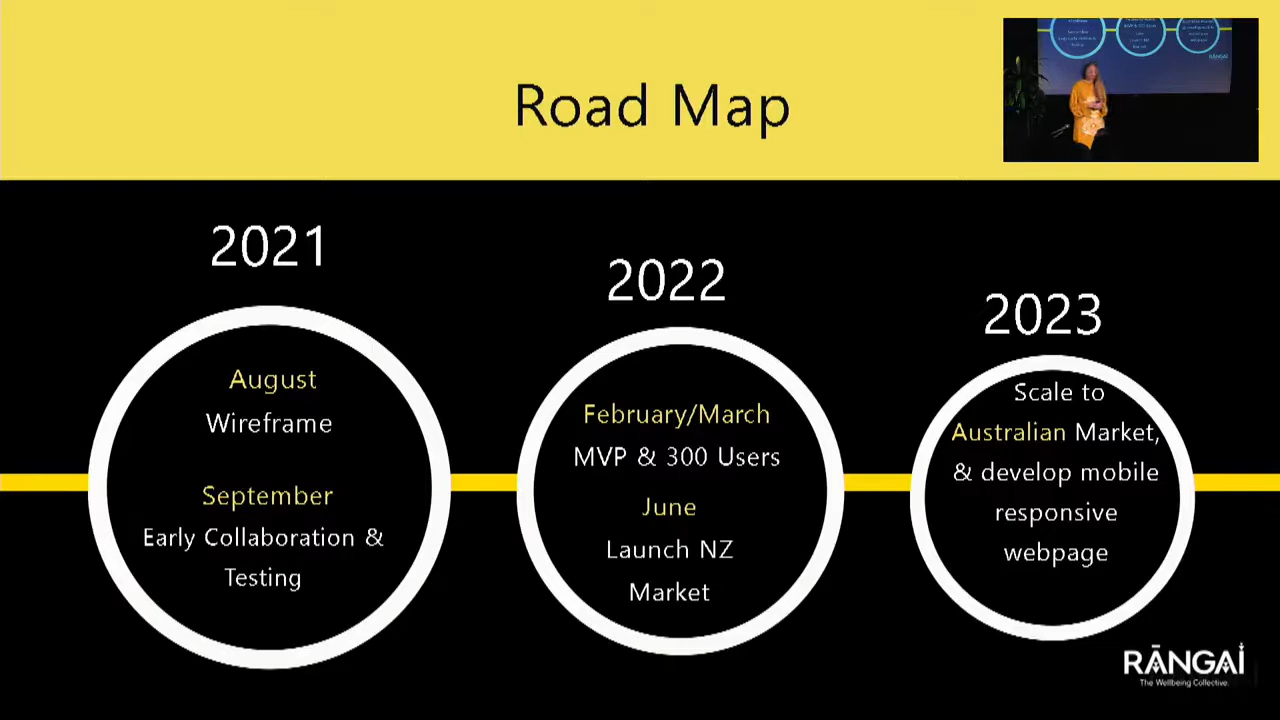 Road Map
2021
August
Wireframe
September
Early Collaboration &
Testing
2022
February/March
MVP & 300 Users
June
Launch NZ
Market
2023
Scale to
Australian Market,
& develop mobile
responsive
webpage
RĀNGAI
The Wellbeing Collective.